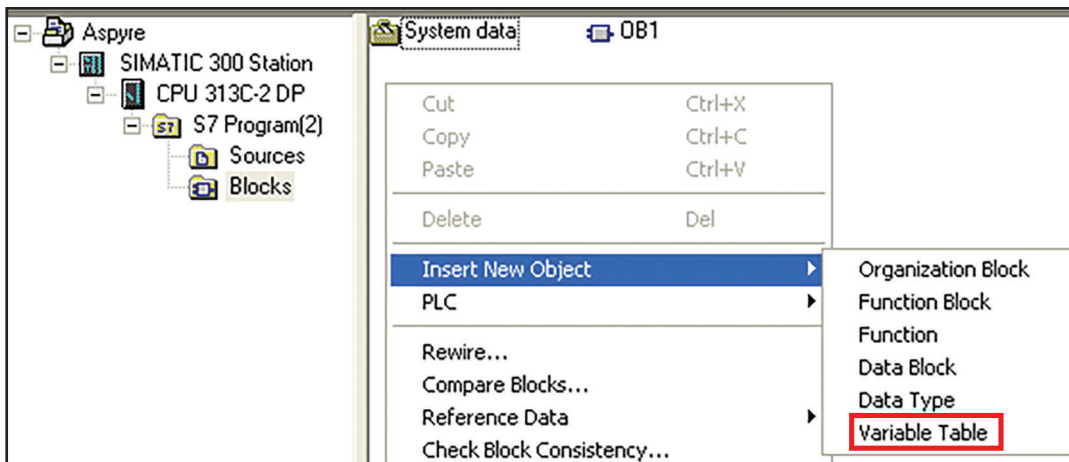 Aspyre
SIMATIC 300 Station
CPU 313C-2 DP
S7 Program(2)
Sources
Blocks
System data
OB1
Cut Ctrl+X
Copy Ctrl+C
Paste Ctrl+V
Delete Del
Insert New Object
PLC
Rewire...
Compare Blocks...
Reference Data
Check Block Consistency...
Organization Block
Function Block
Function
Data Block
Data Type
Variable Table